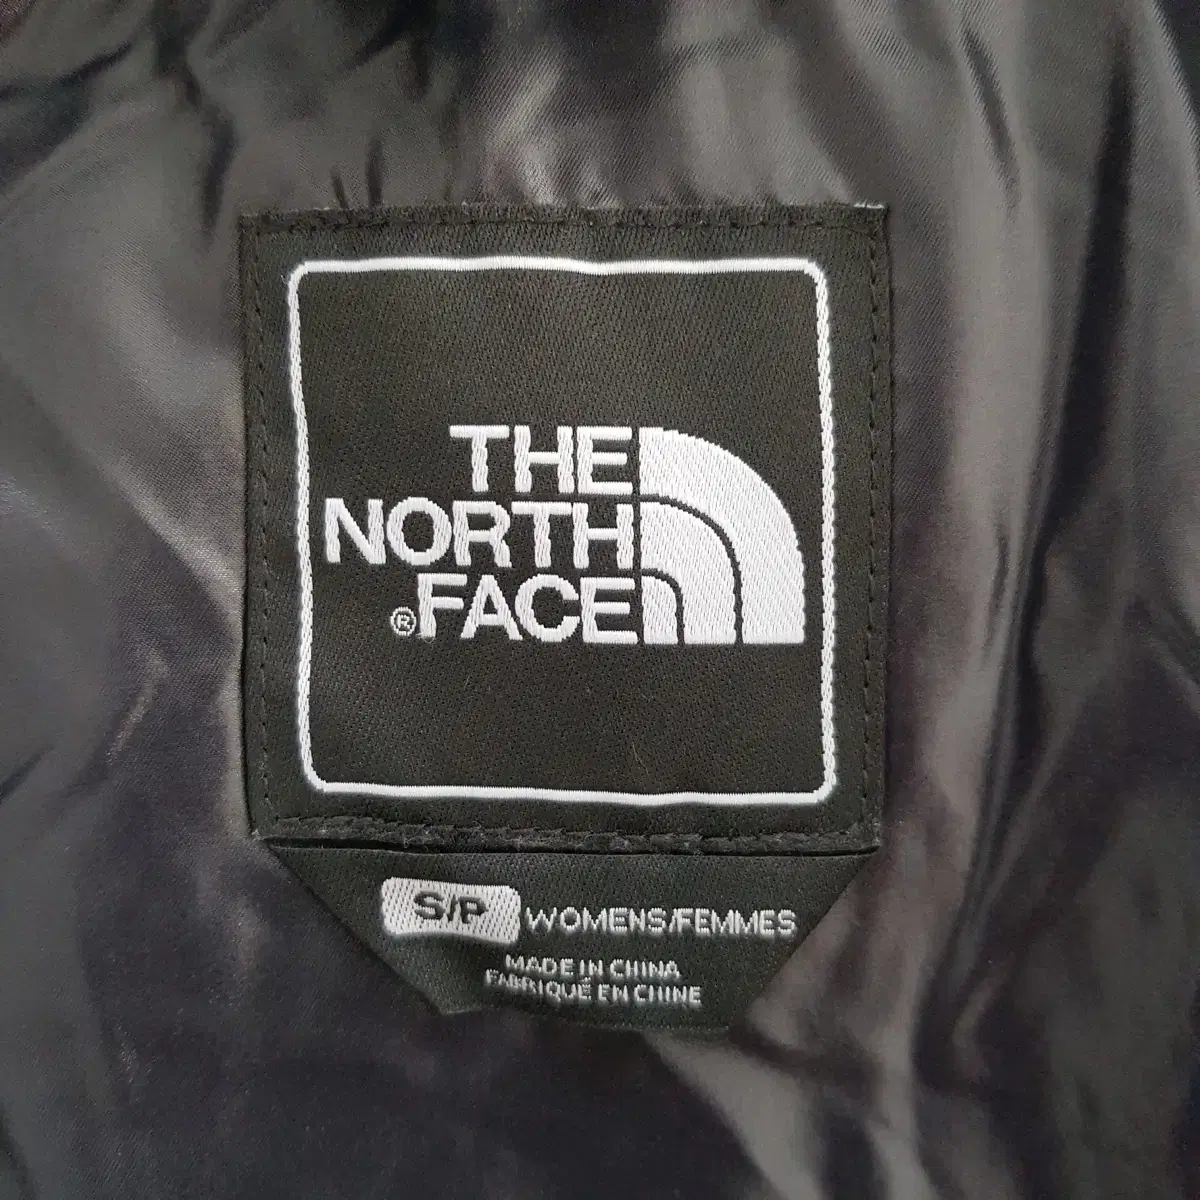 THE
NORTH
®FACE
S/P WOMENS/FEMMES
MADE IN CHINA
FABRIQUÉ EN CHINE